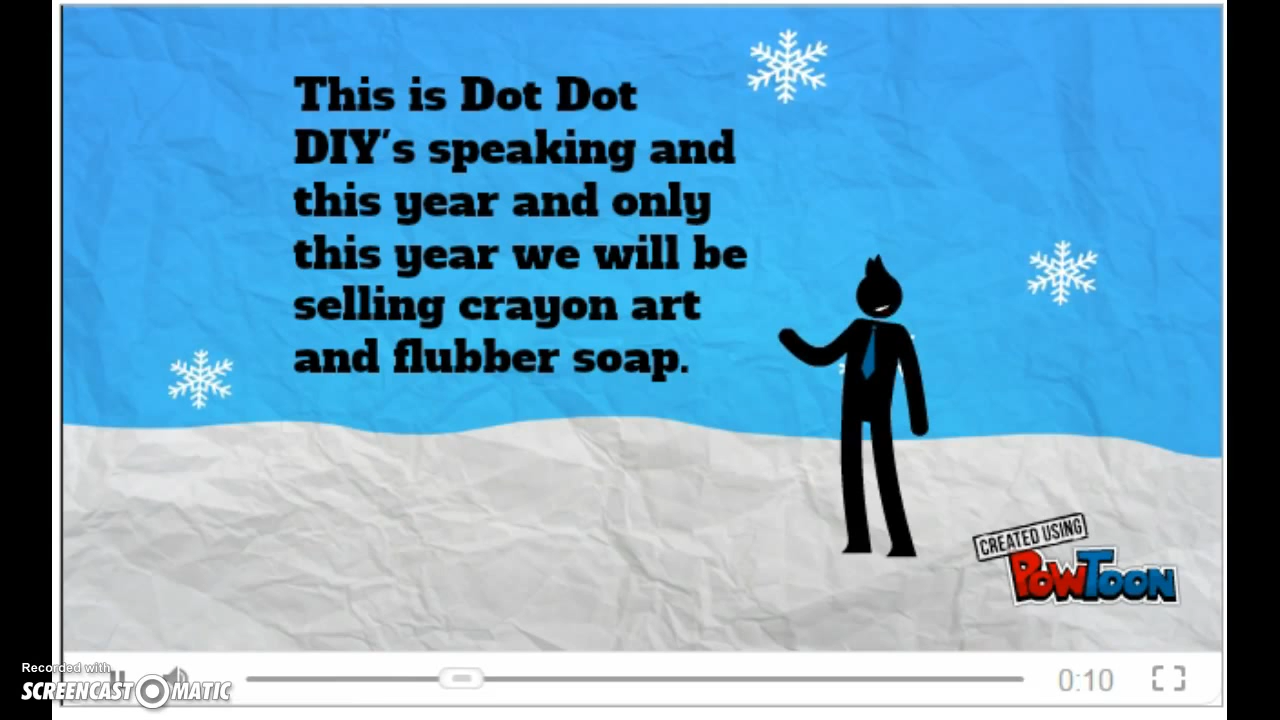 This is Dot Dot
DIY's speaking and
this year and only
this year we will be
selling crayon art
and flubber soap.
CREATED USING
POWTOON
Recorded with
SCREENCAST MATIC
0:10